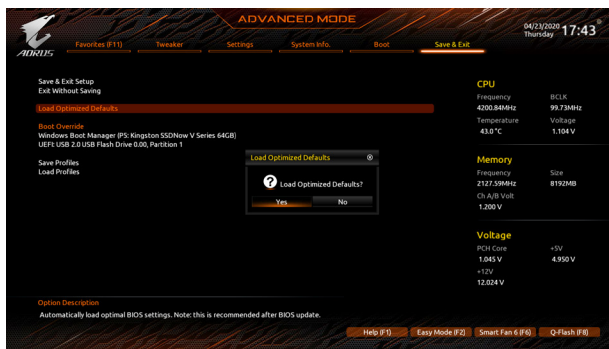 ADVANCED MODE
04/23/2020 Thursday 17:43
AORUS
Favorites (F11) Tweaker Settings System Info. Boot Save & Exit
Save & Exit Setup
Exit Without Saving
Load Optimized Defaults
Boot Override
Windows Boot Manager (P5: Kingston SSDNow V Series 64GB)
UEFI: USB 2.0 USB Flash Drive 0.00, Partition 1
Save Profiles
Load Profiles
Load Optimized Defaults
Load Optimized Defaults?
Yes No
CPU
Frequency BCLK
4200.84MHz 99.73MHz
Temperature Voltage
43.0 °C 1.104 V
Memory
Frequency Size
2127.59MHz 8192MB
Ch A/B Volt
1.200 V
Voltage
PCH Core +5V
1.045 V 4.950 V
+12V
12.024 V
Option Description
Automatically load optimal BIOS settings. Note: this is recommended after BIOS update.
Help (F1) Easy Mode (F2) Smart Fan 6 (F6) Q-Flash (F8)